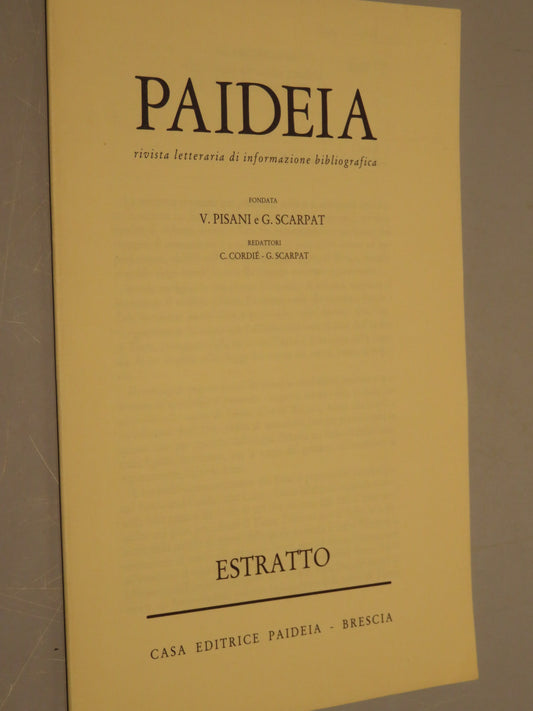 PAIDEIA
rivista letteraria di informazione bibliografica
FONDATA
V. PISANI e G. SCARPAT
REDATTORI
C. CORDIÉ - G. SCARPAT
ESTRATTO
CASA EDITRICE PAIDEIA - BRESCIA